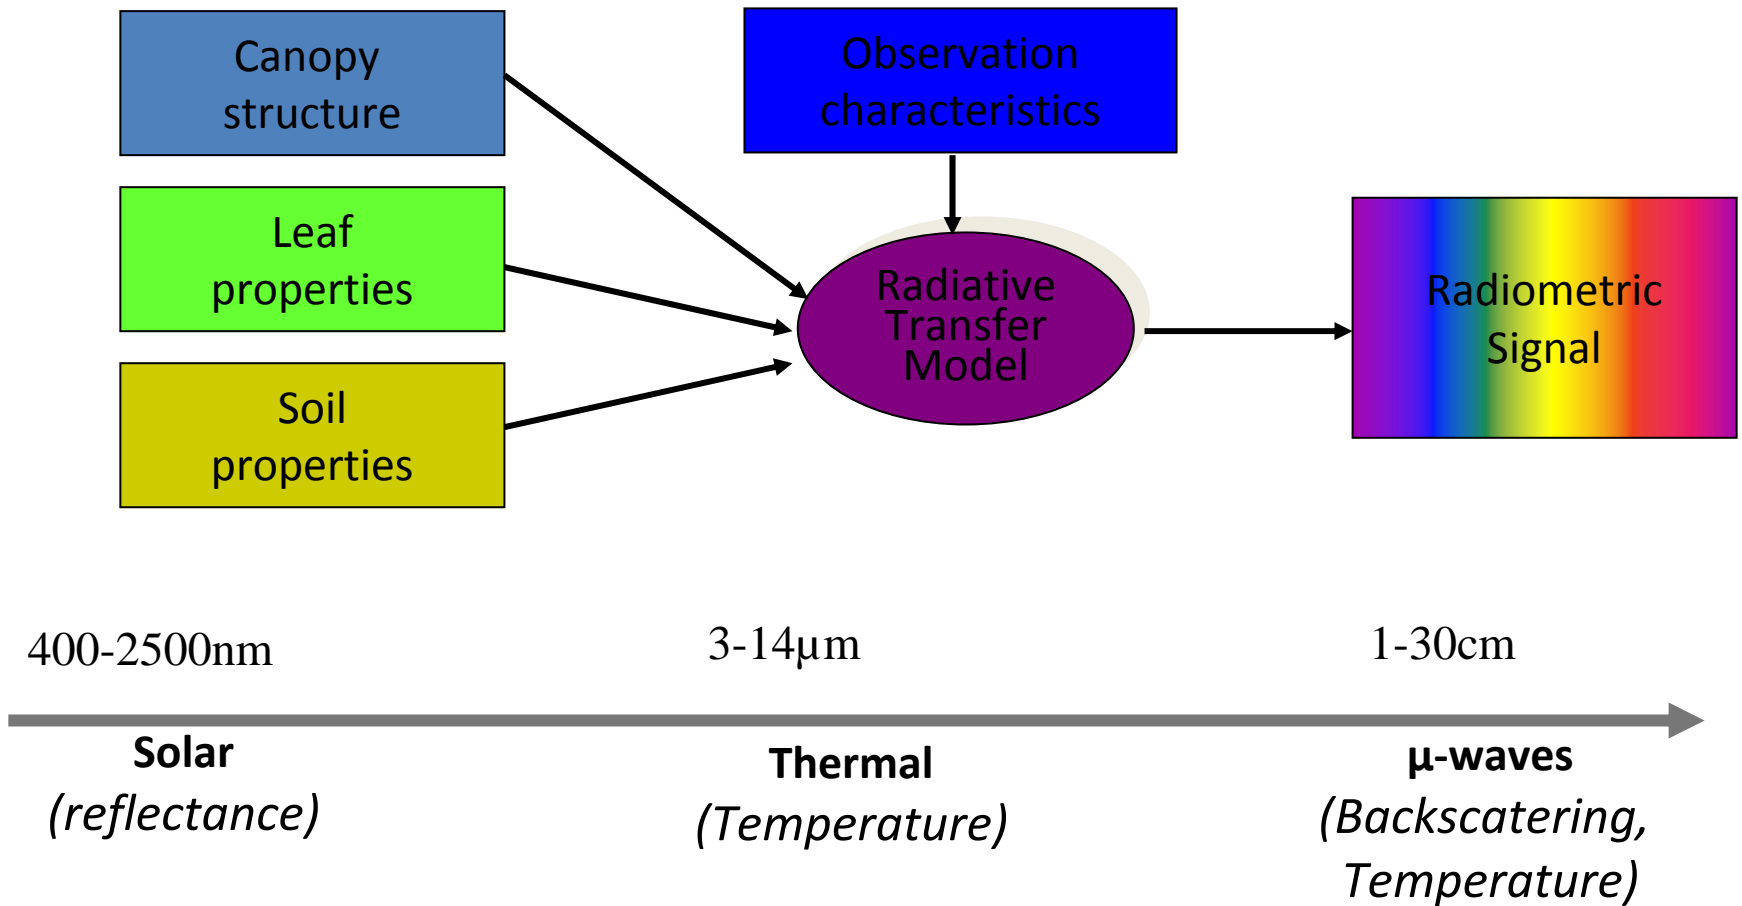 Canopy
structure
Observation
characteristics
Leaf
properties
Radiative
Transfer
Model
Radiometric
Signal
Soil
properties
400-2500nm
3-14µm
1-30cm
Solar
(reflectance)
Thermal
(Temperature)
µ-waves
(Backscatering,
Temperature)